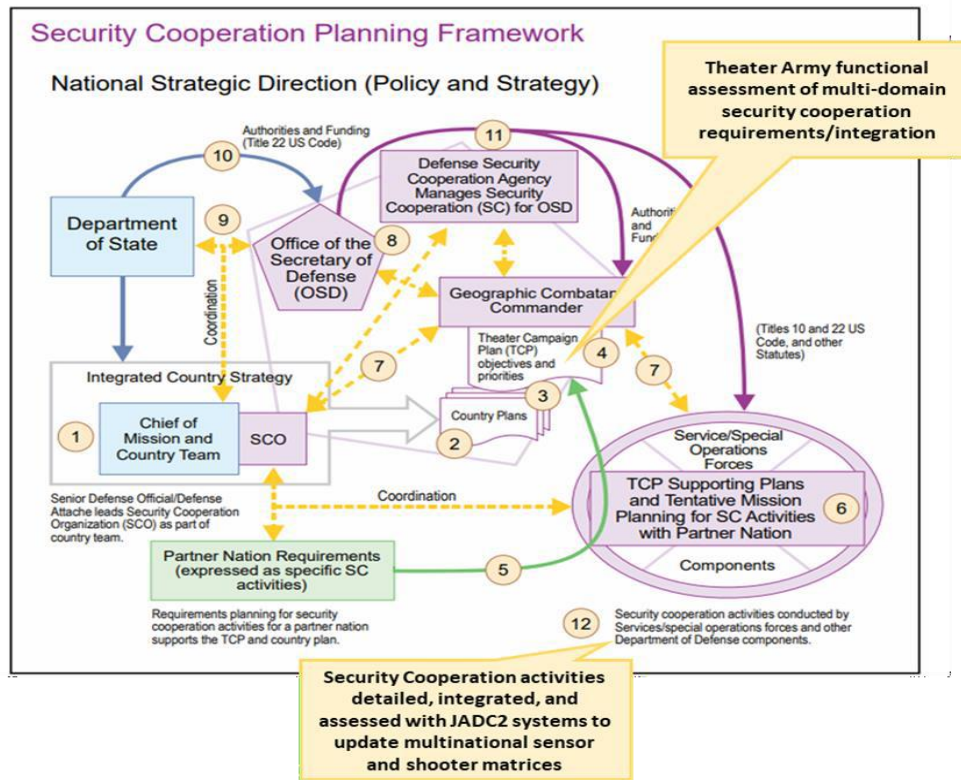 Security Cooperation Planning Framework
National Strategic Direction (Policy and Strategy)
Theater Army functional
assessment of multi-domain
security cooperation
requirements/integration
Authorities and Funding
(Title 22 US Code)
10
11
Defense Security
Cooperation Agency
Manages Security
Cooperation (SC) for OSD
Department
of State
9
Office of the
Secretary of
Defense
(OSD)
8
Coordination
Geographic Combatant
Commander
Theater Campaign
Plan (TCP)
objectives and
priorities
4
(Titles 10 and 22 US
Code, and other
Statutes)
7
7
Integrated Country Strategy
1
Chief of
Mission and
Country Team
SCO
3
Country Plans
2
Senior Defense Official/Defense
Attache leads Security Cooperation
Organization (SCO) as part of
country team.
Coordination
Service/Special
Operations
Forces
TCP Supporting Plans
and Tentative Mission
Planning for SC Activities
with Partner Nation
6
Components
Partner Nation Requirements
(expressed as specific SC
activities)
5
Requirements planning for security
cooperation activities for a partner nation
supports the TCP and country plan.
12
Security cooperation activities conducted by
Services/special operations forces and other
Department of Defense components.
Security Cooperation activities
detailed, integrated, and
assessed with JADC2 systems to
update multinational sensor
and shooter matrices